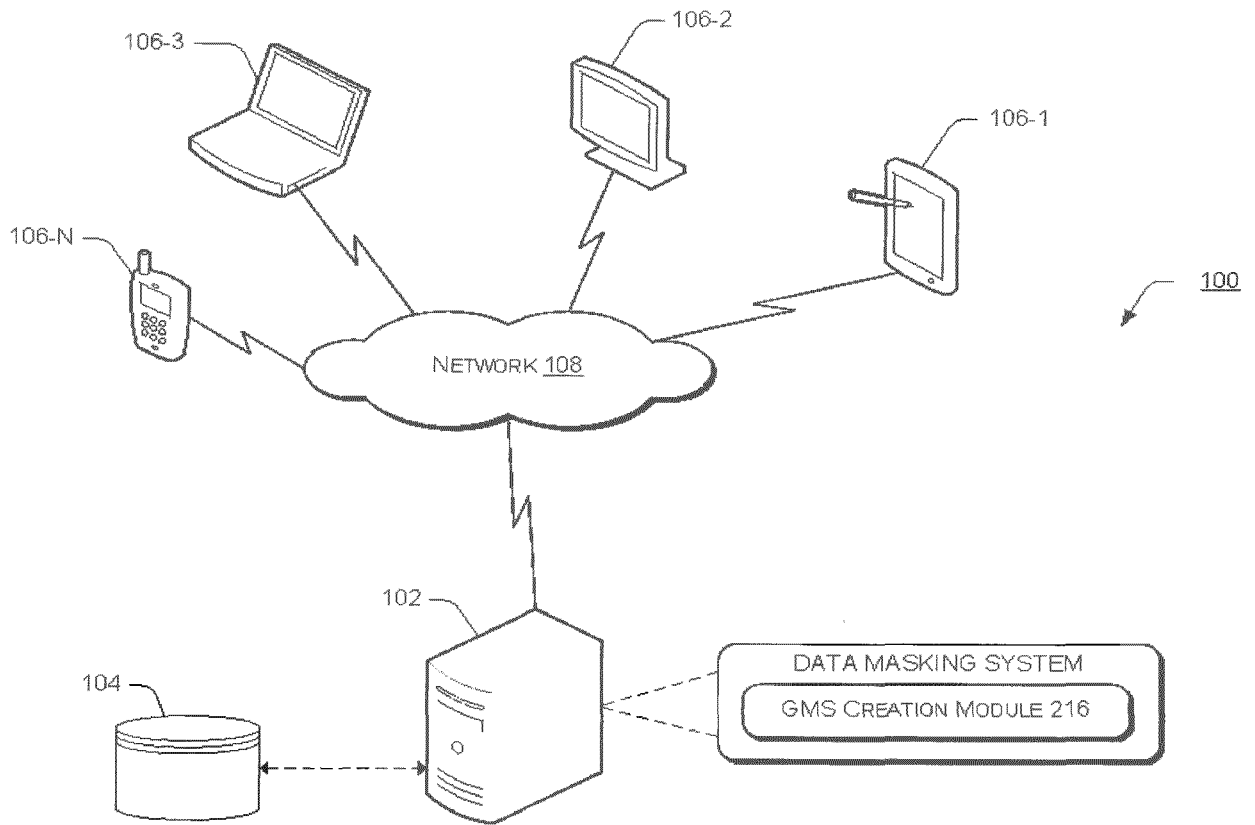 106-2
106-3
106-1
106-N
100
NETWORK 108
102
DATA MASKING SYSTEM
104
GMS CREATION MODULE 216